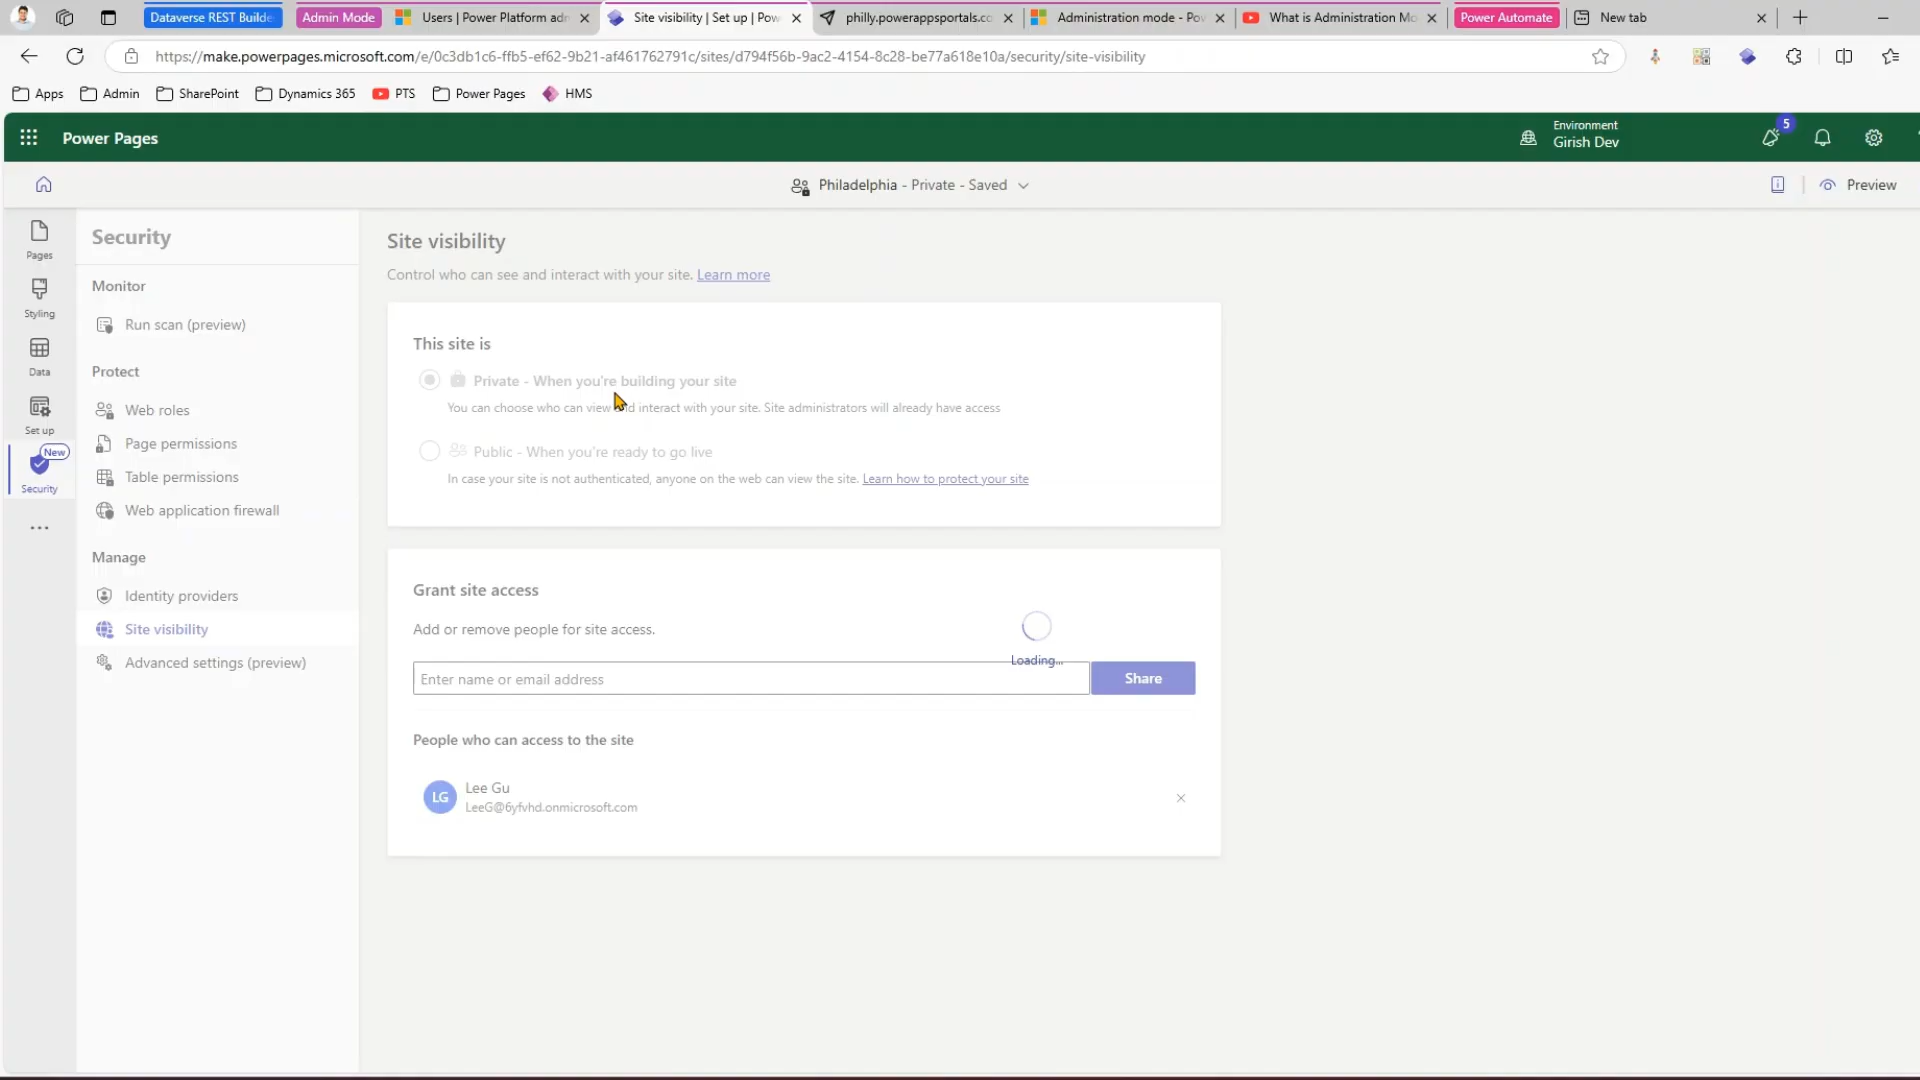 Dataverse REST Builde
Admin Mode
Users | Power Platform adm
Site visibility | Set up | Pow
philly.powerappsportals.co
Administration mode - Pow
What is Administration Mo
Power Automate
New tab
https://make.powerpages.microsoft.com/e/0c3db1c6-ffb5-ef62-9b21-af461762791c/sites/d794f56b-9ac2-4154-8c28-be77a618e10a/security/site-visibility
Apps
Admin
SharePoint
Dynamics 365
PTS
Power Pages
HMS
Power Pages
Environment
Girish Dev
5
Philadelphia - Private - Saved
Preview
Pages
Styling
Data
Set up
New
Security
Security
Monitor
Run scan (preview)
Protect
Web roles
Page permissions
Table permissions
Web application firewall
Manage
Identity providers
Site visibility
Advanced settings (preview)
Site visibility
Control who can see and interact with your site. Learn more
This site is
Private - When you're building your site
You can choose who can view and interact with your site. Site administrators will already have access
Public - When you're ready to go live
In case your site is not authenticated, anyone on the web can view the site. Learn how to protect your site
Grant site access
Add or remove people for site access.
Loading...
Enter name or email address
Share
People who can access to the site
LG
Lee Gu
LeeG@6yfvhd.onmicrosoft.com